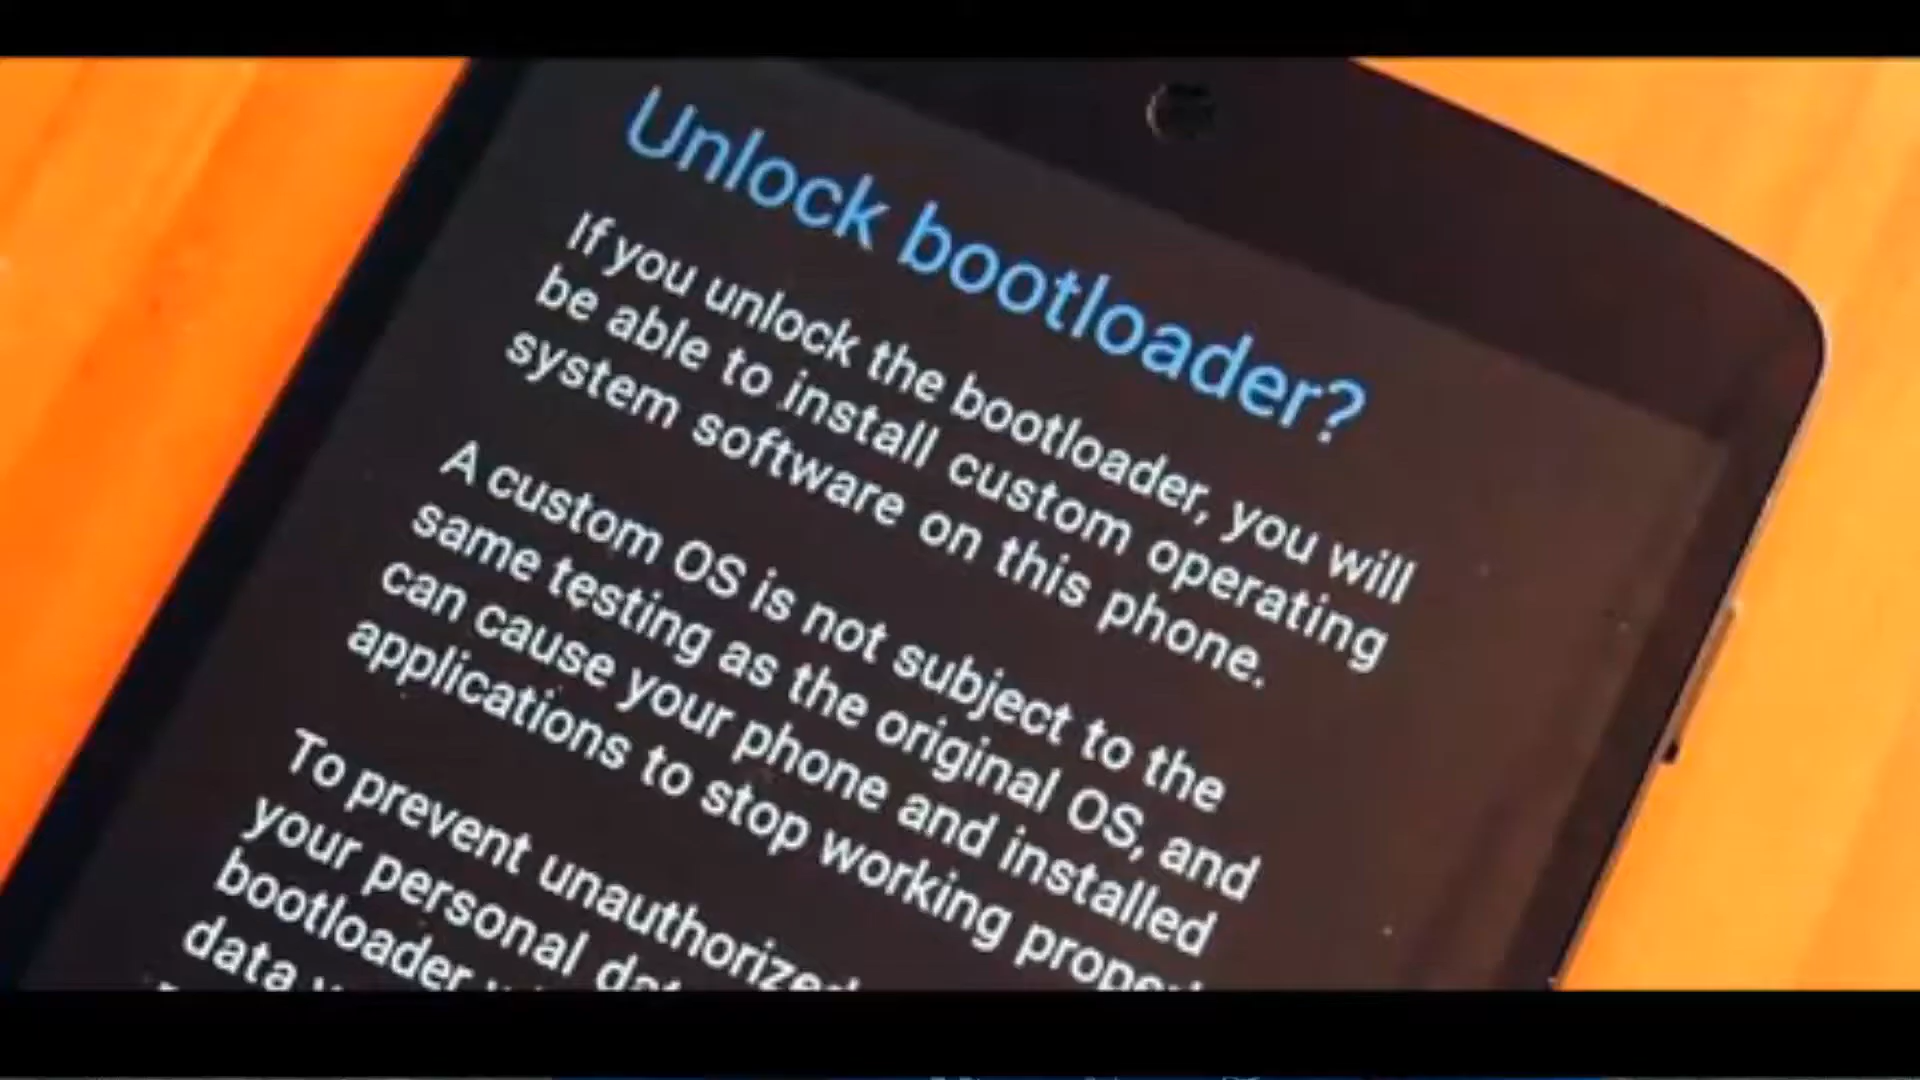 Unlock bootloader?
If you unlock the bootloader, you will
be able to install custom operating
system software on this phone.
A custom OS is not subject to the
same testing as the original OS, and
can cause your phone and installed
applications to stop working
To prevent unauthorized
your personal
bootloader
data